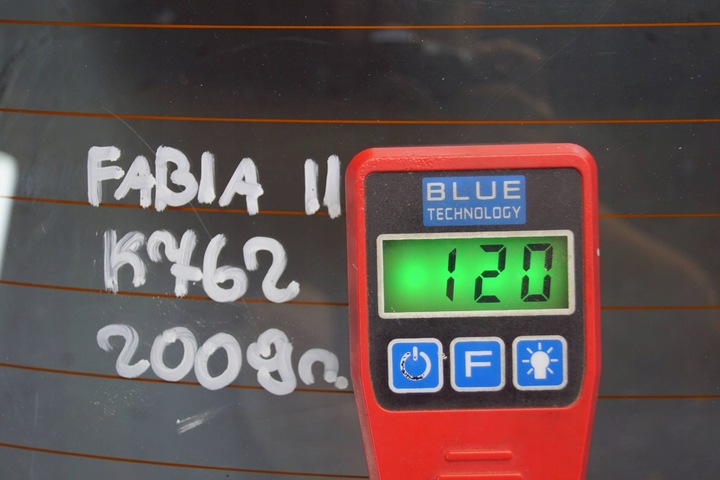 FABIA II
K762
2009r.
BLUE
TECHNOLOGY
120
F